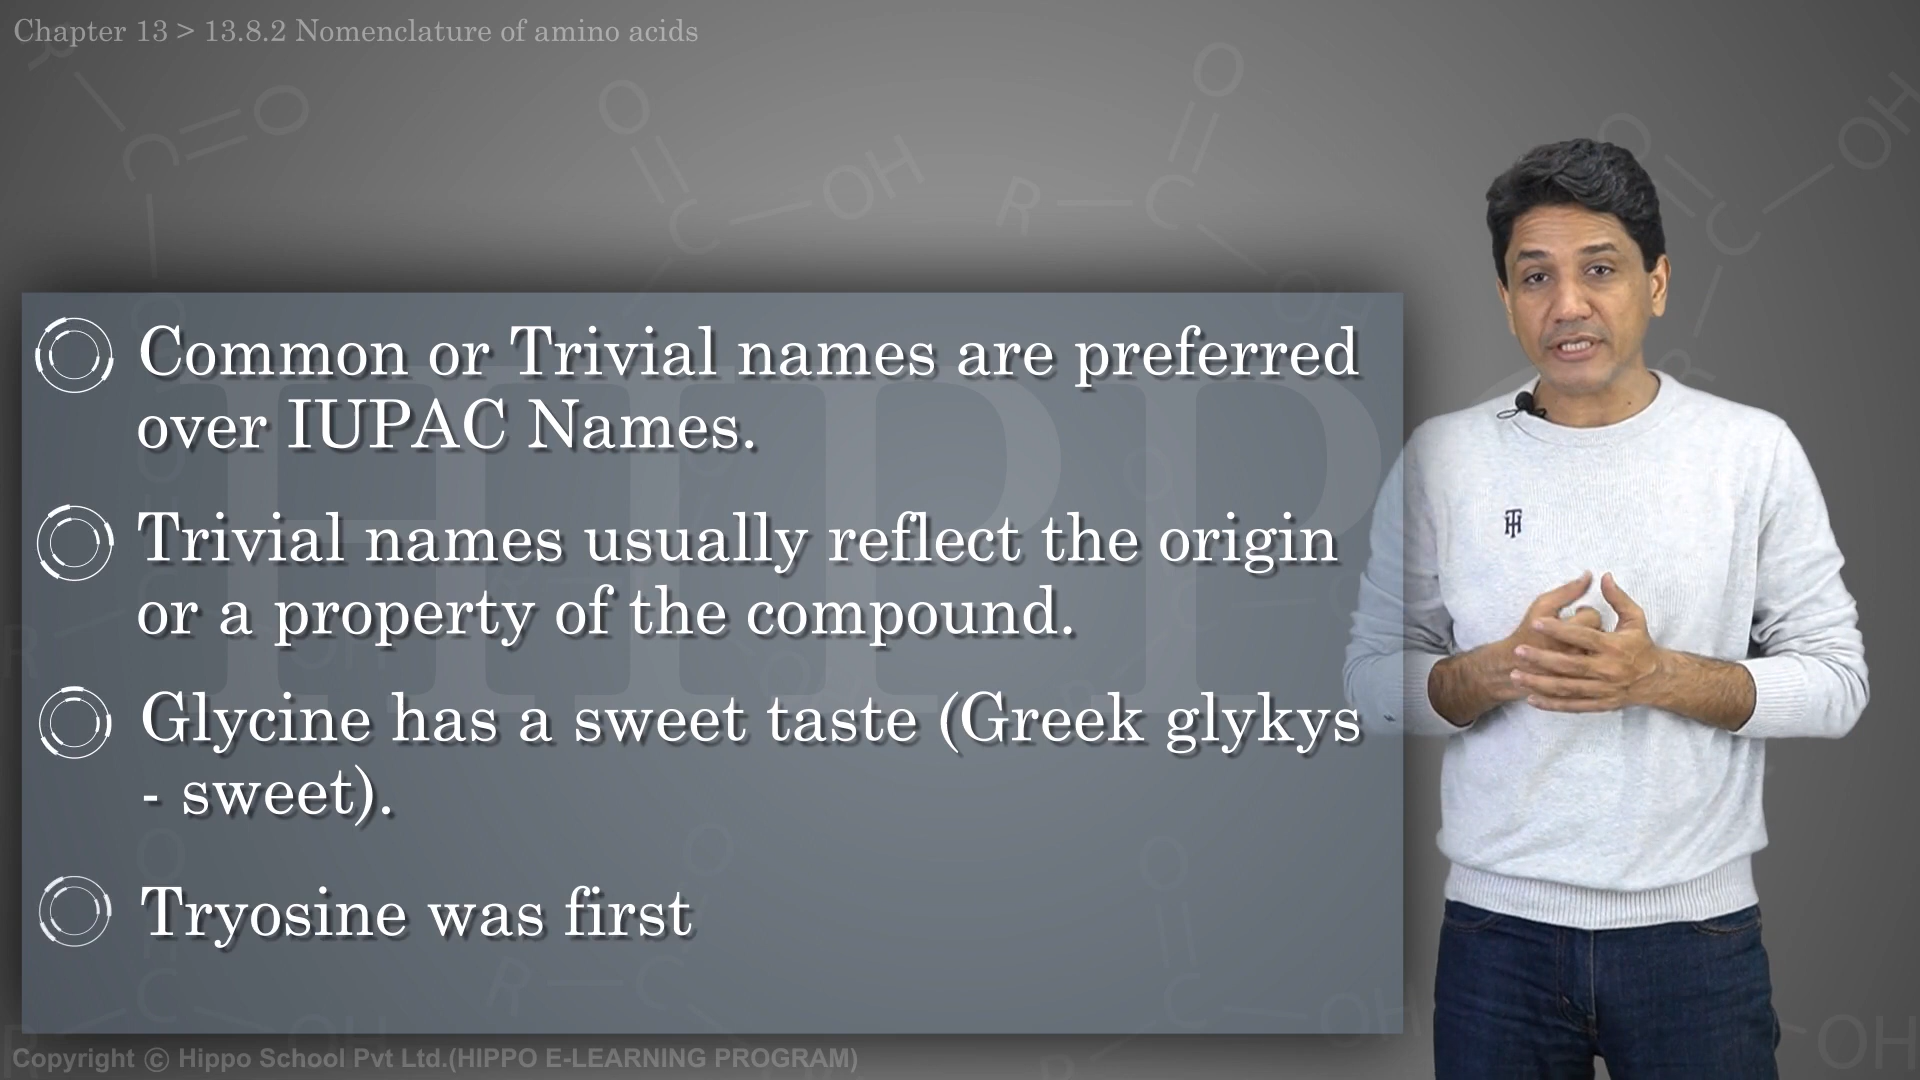 Chapter 13 > 13.8.2 Nomenclature of amino acids
Common or Trivial names are preferred
over IUPAC Names.
Trivial names usually reflect the origin
or a property of the compound.
Glycine has a sweet taste (Greek glykys
- sweet).
Tryosine was first
HIPPO
O
C
R
OH
Copyright © Hippo School Pvt Ltd.(HIPPO E-LEARNING PROGRAM)